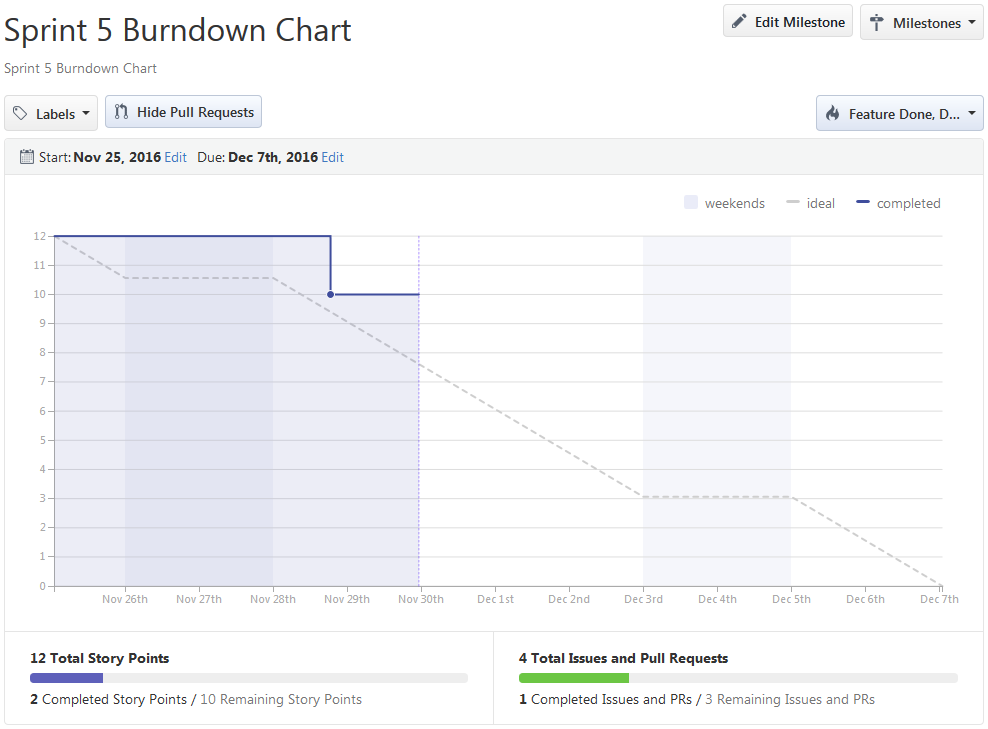 Sprint 5 Burndown Chart
Edit Milestone
Milestones
Sprint 5 Burndown Chart
Labels
Hide Pull Requests
Feature Done, D...
Start: Nov 25, 2016 Edit Due: Dec 7th, 2016 Edit
weekends ideal completed
12
11
10
9
8
7
6
5
4
3
2
1
0
Nov 26th Nov 27th Nov 28th Nov 29th Nov 30th Dec 1st Dec 2nd Dec 3rd Dec 4th Dec 5th Dec 6th Dec 7th
12 Total Story Points
2 Completed Story Points / 10 Remaining Story Points
4 Total Issues and Pull Requests
1 Completed Issues and PRs / 3 Remaining Issues and PRs